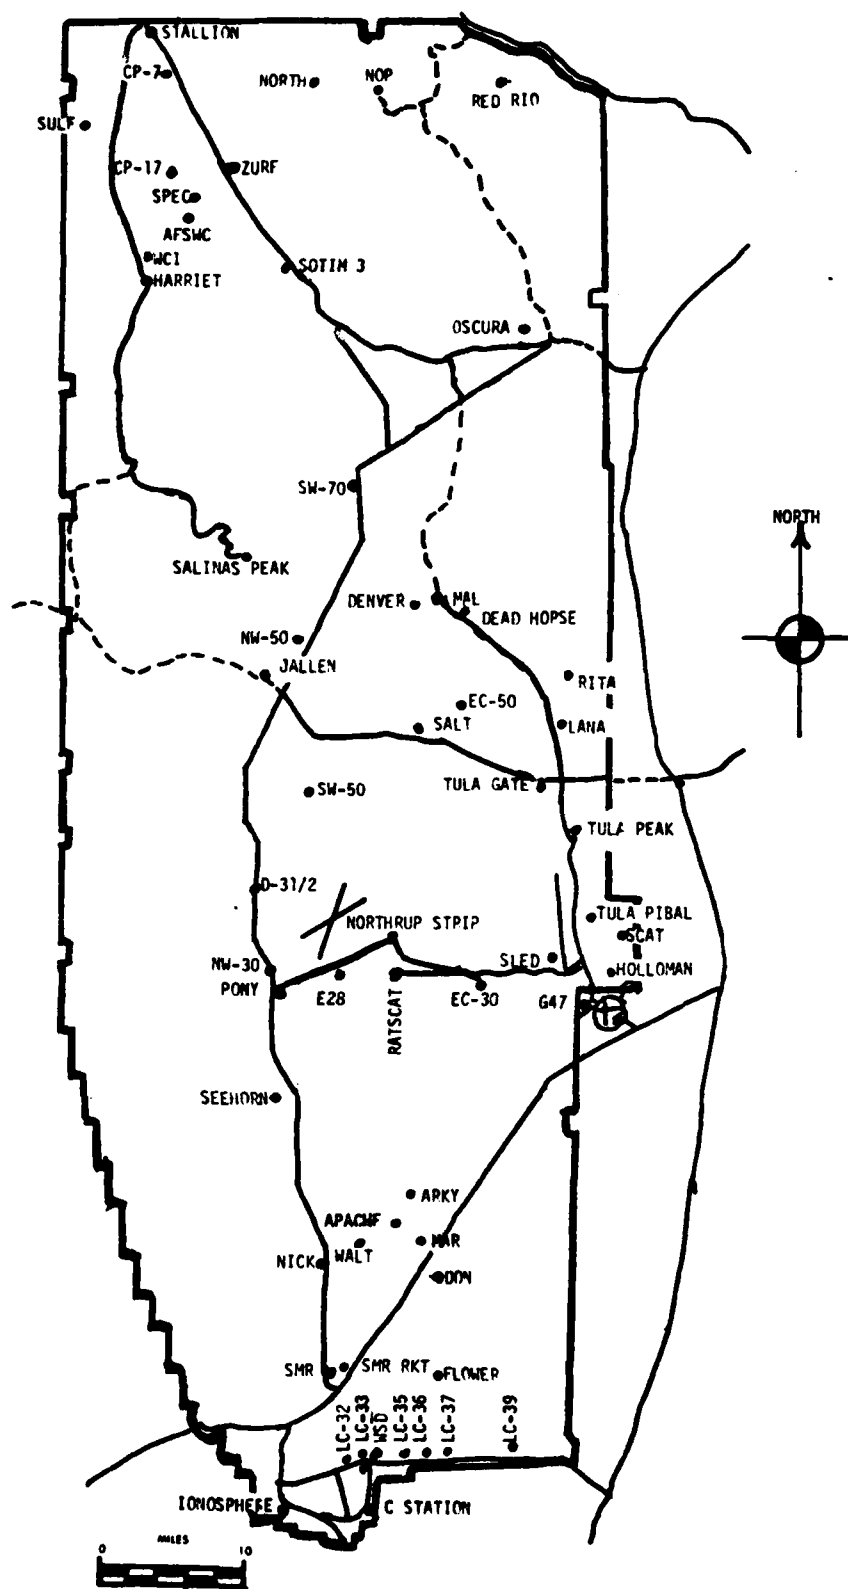 STALLION
CP-7
NORTH
NOP
RED RIO
SULF
CP-17
ZURF
SPEC
AFSWC
WCI
HARRIET
SOTIM 3
OSCURA
SW-70
NORTH
SALINAS PEAK
DENVER
MAL
DEAD HOPSE
NW-50
JALLEN
RITA
EC-50
SALT
LANA
TULA GATE
SW-50
TULA PEAK
D-31/2
NORTHRUP STRIP
TULA PIBAL
SCAT
NW-30
SLED
HOLLOMAN
PONY
E28
RATSCAT
EC-30
G47
SEEHORN
ARKY
APACHE
WALT
MAR
NICK
DON
SMR
SMR RKT
FLOWER
LC-32
LC-33
WSD
LC-35
LC-36
LC-37
LC-39
IONOSPHERE
C STATION
MILES
0 10